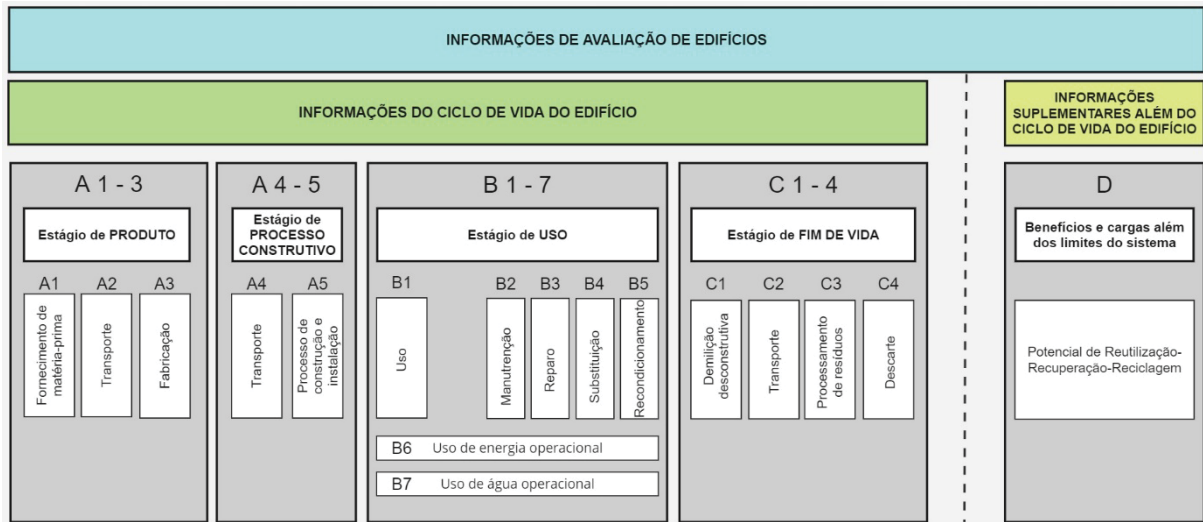 INFORMAÇÕES DE AVALIAÇÃO DE EDIFÍCIOS
INFORMAÇÕES DO CICLO DE VIDA DO EDIFÍCIO
INFORMAÇÕES
SUPLEMENTARES ALÉM DO
CICLO DE VIDA DO EDIFÍCIO
A 1 - 3
Estágio de PRODUTO
A1
Fornecimento de
matéria-prima
A2
Transporte
A3
Fabricação
A 4 - 5
Estágio de
PROCESSO
CONSTRUTIVO
A4
Transporte
A5
Processo de
construção e
instalação
B 1 - 7
Estágio de USO
B1
Uso
B2
Manutrenção
B3
Reparo
B4
Substituição
B5
Recondicionamento
B6 Uso de energia operacional
B7 Uso de água operacional
C 1 - 4
Estágio de FIM DE VIDA
C1
Demilição
desconstrutiva
C2
Transporte
C3
Processamento
de resíduos
C4
Descarte
D
Benefícios e cargas além
dos limites do sistema
Potencial de Reutilização-
Recuperação-Reciclagem